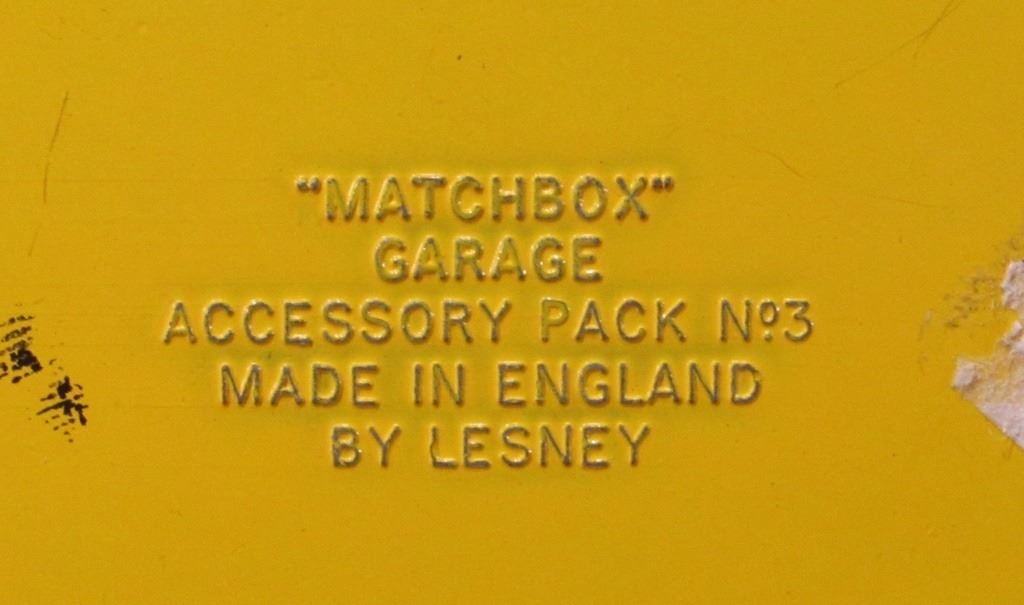 "MATCHBOX"
GARAGE
ACCESSORY PACK Nº3
MADE IN ENGLAND
BY LESNEY